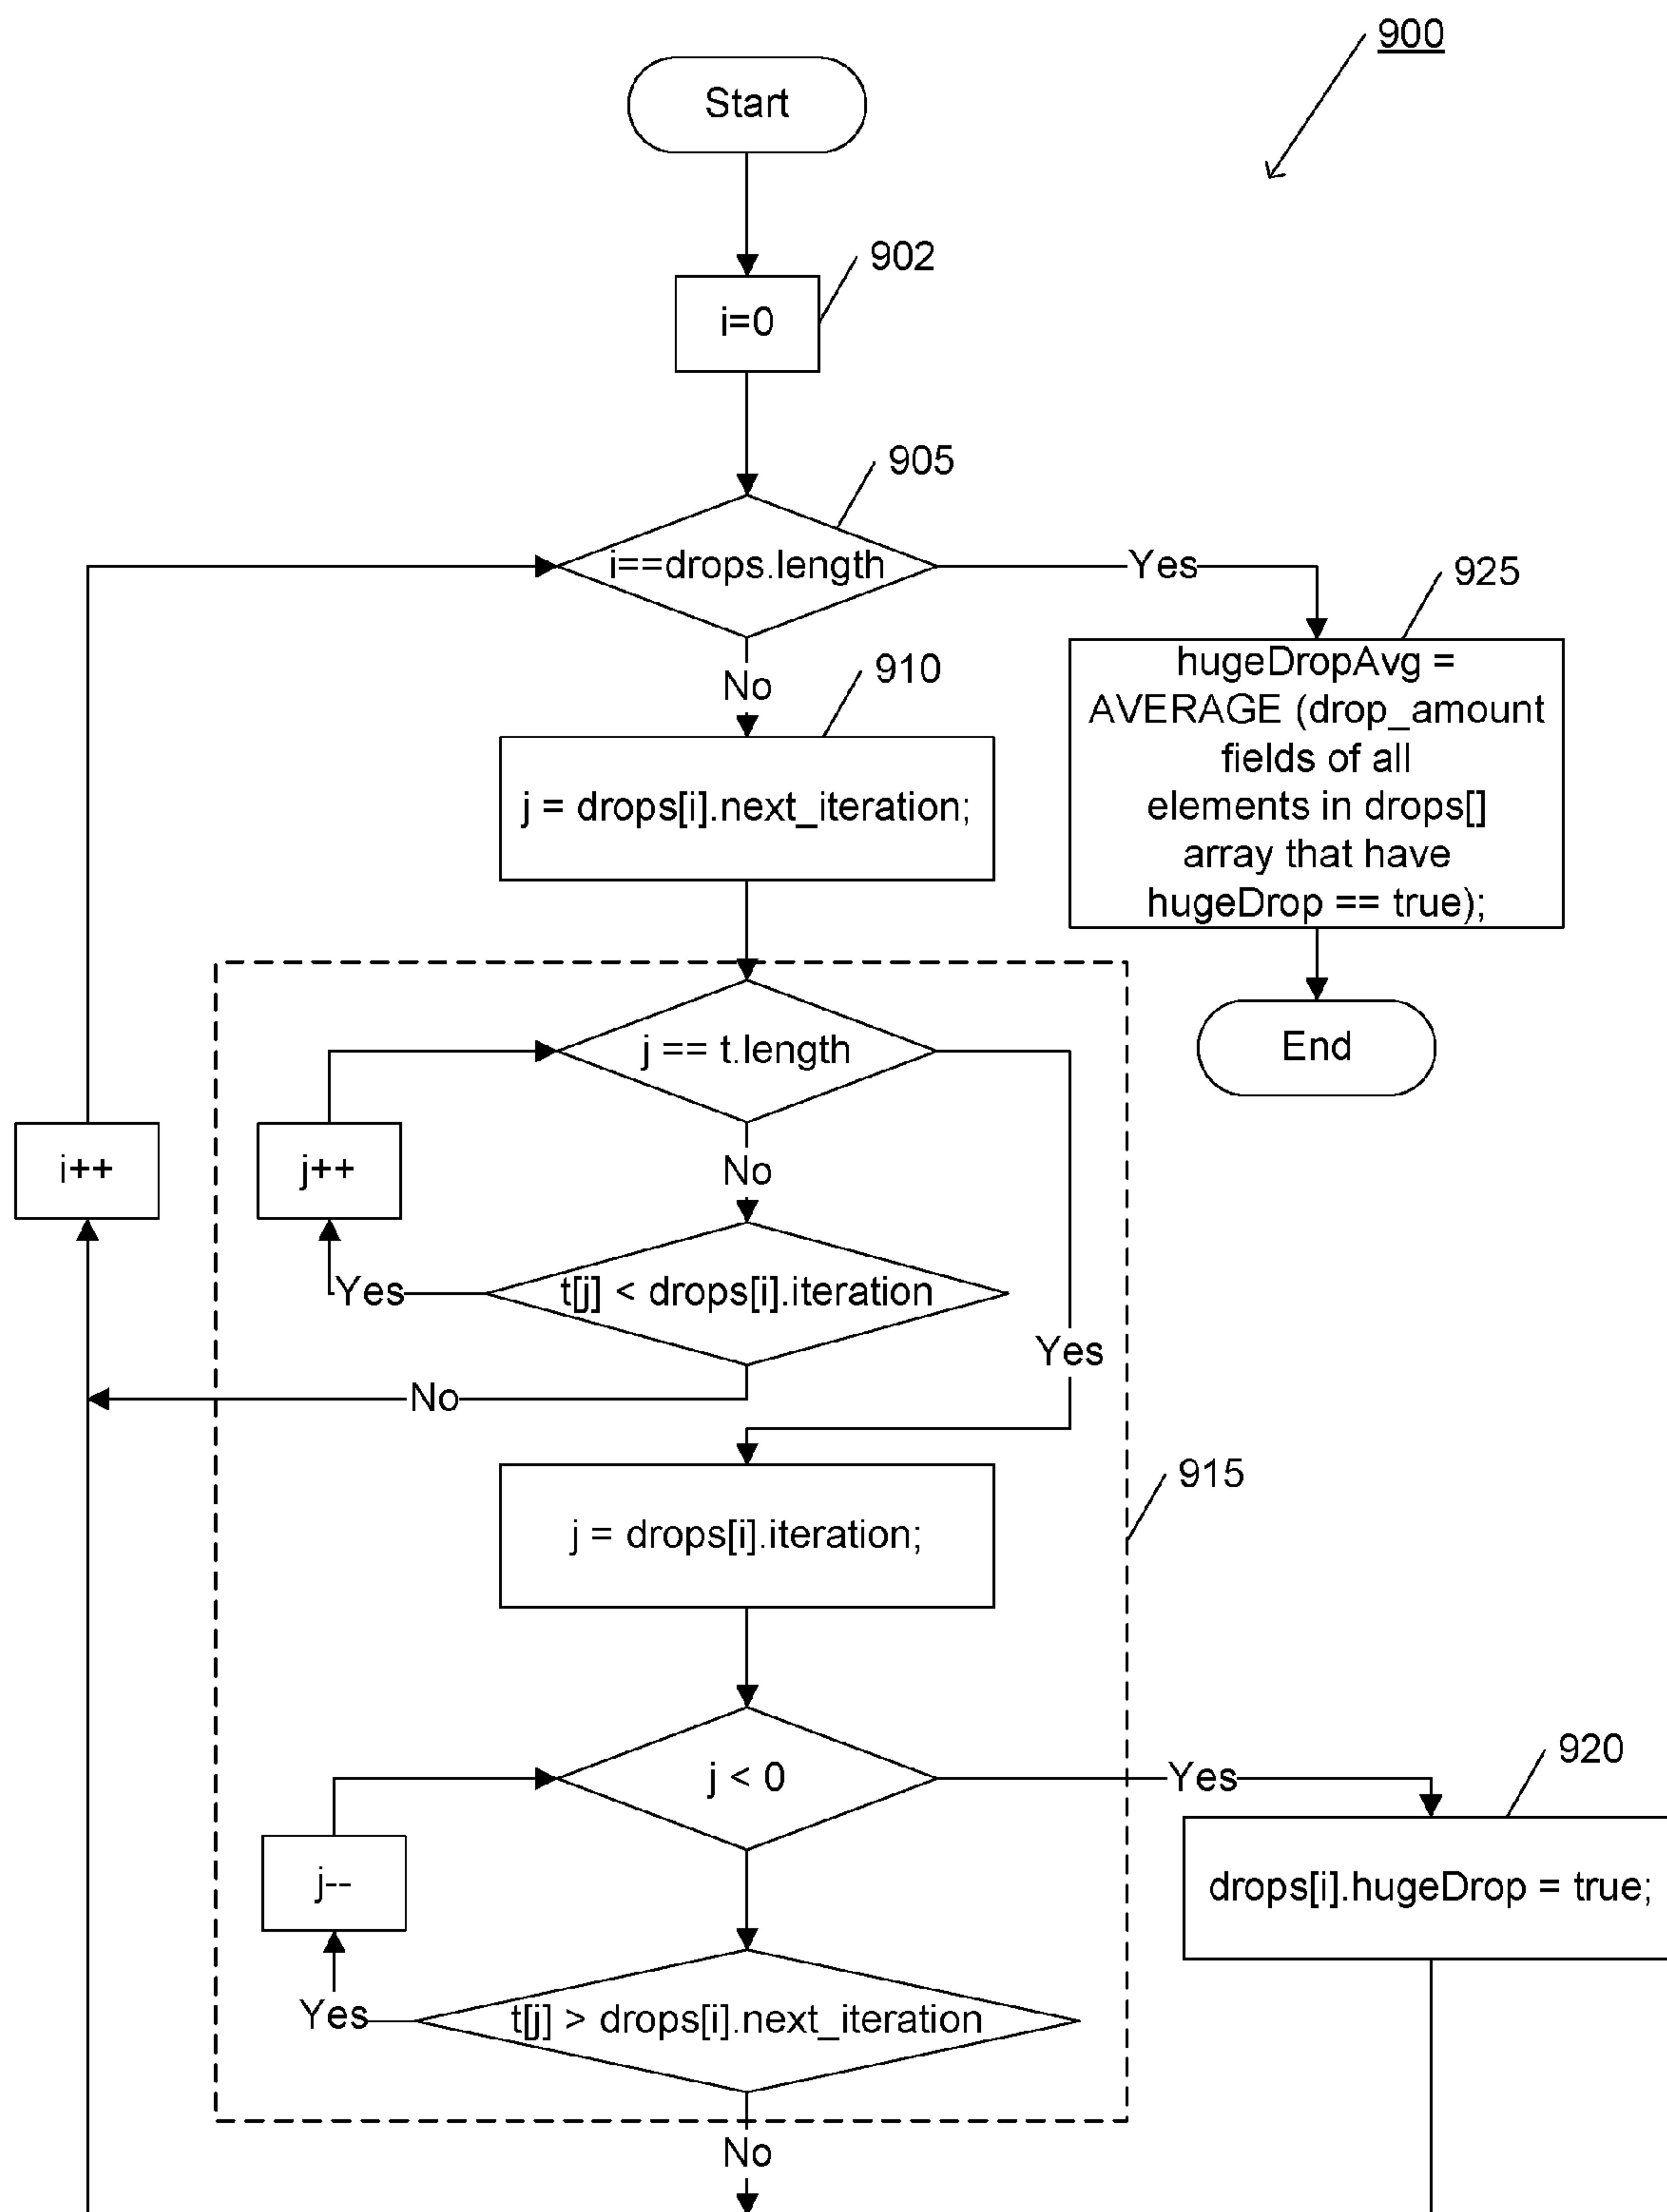 900
Start
902
i=0
905
i==drops.length
Yes
925
hugeDropAvg =
AVERAGE (drop_amount
fields of all
elements in drops[]
array that have
hugeDrop == true);
No
910
j = drops[i].next_iteration;
End
j == t.length
i++
j++
No
Yes
t[j] < drops[i].iteration
Yes
No
915
j = drops[i].iteration;
j < 0
Yes
920
drops[i].hugeDrop = true;
j--
Yes
t[j] > drops[i].next_iteration
No